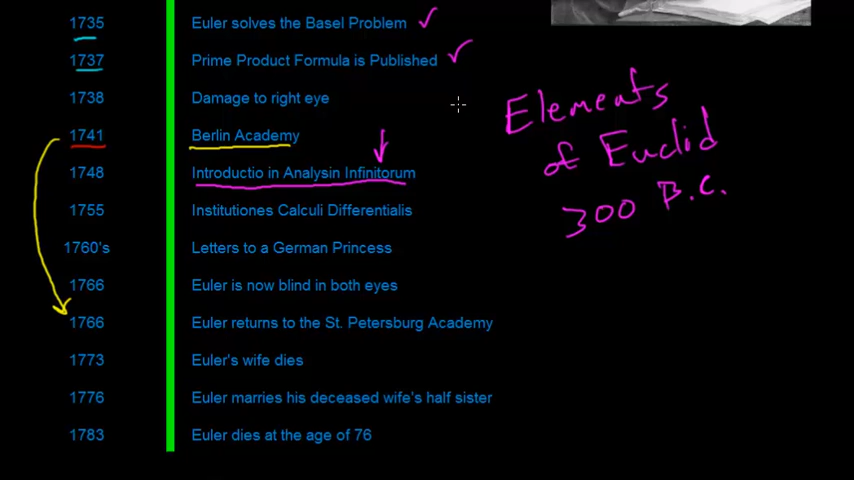 1735 Euler solves the Basel Problem
1737 Prime Product Formula is Published
1738 Damage to right eye
1741 Berlin Academy
1748 Introductio in Analysin Infinitorum
1755 Institutiones Calculi Differentialis
1760's Letters to a German Princess
1766 Euler is now blind in both eyes
1766 Euler returns to the St. Petersburg Academy
1773 Euler's wife dies
1776 Euler marries his deceased wife's half sister
1783 Euler dies at the age of 76
Elements
of Euclid
300 B.C.